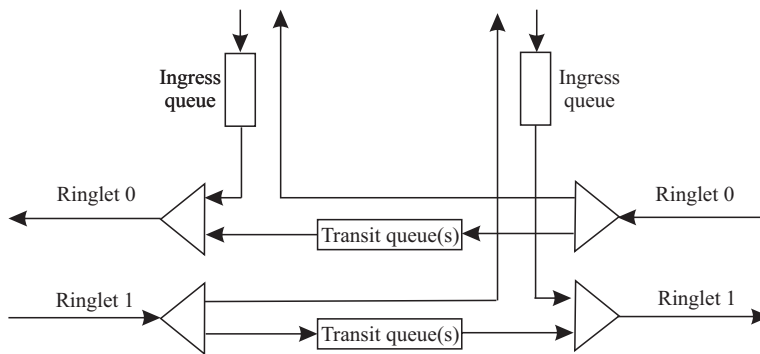 Ingress
queue
Ingress
queue
Ringlet 0
Ringlet 0
Transit queue(s)
Ringlet 1
Ringlet 1
Transit queue(s)